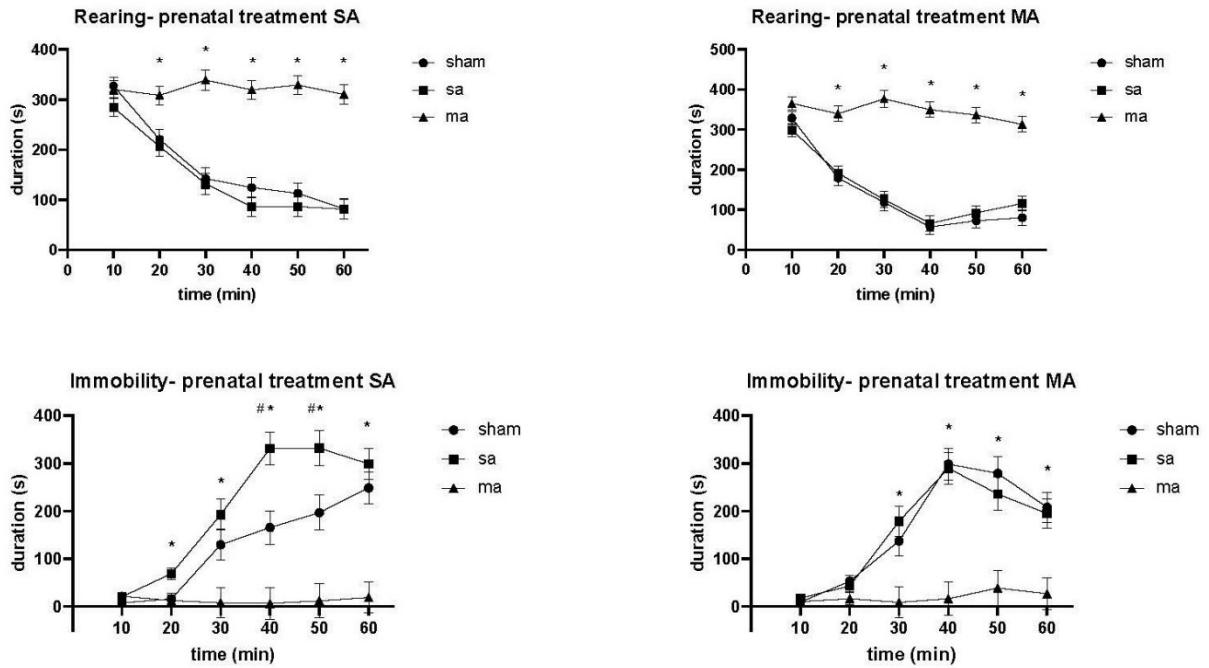 Rearing- prenatal treatment SA
400
300
200
100
0
duration (s)
* * * * *
0 10 20 30 40 50 60
time (min)
sham
sa
ma
Rearing- prenatal treatment MA
500
400
300
200
100
0
duration (s)
* * * * *
0 10 20 30 40 50 60
time (min)
sham
sa
ma
Immobility- prenatal treatment SA
400
300
200
100
0
duration (s)
* * #* #* *
10 20 30 40 50 60
time (min)
sham
sa
ma
Immobility- prenatal treatment MA
400
300
200
100
0
duration (s)
* * * *
10 20 30 40 50 60
time (min)
sham
sa
ma